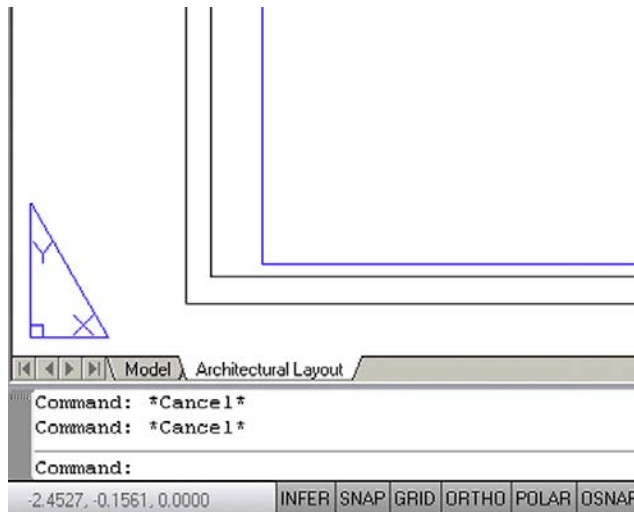 Y
X
Model Architectural Layout
Command: *Cancel*
Command: *Cancel*
Command:
-2.4527, -0.1561, 0.0000 INFER SNAP GRID ORTHO POLAR OSNAP